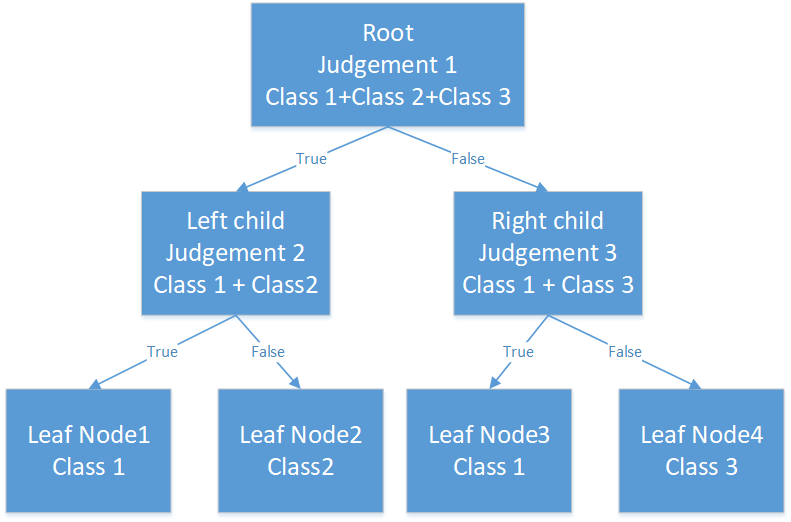 Root
Judgement 1
Class 1+Class 2+Class 3
True
False
Left child
Judgement 2
Class 1 + Class2
Right child
Judgement 3
Class 1 + Class 3
True
False
True
False
Leaf Node1
Class 1
Leaf Node2
Class2
Leaf Node3
Class 1
Leaf Node4
Class 3